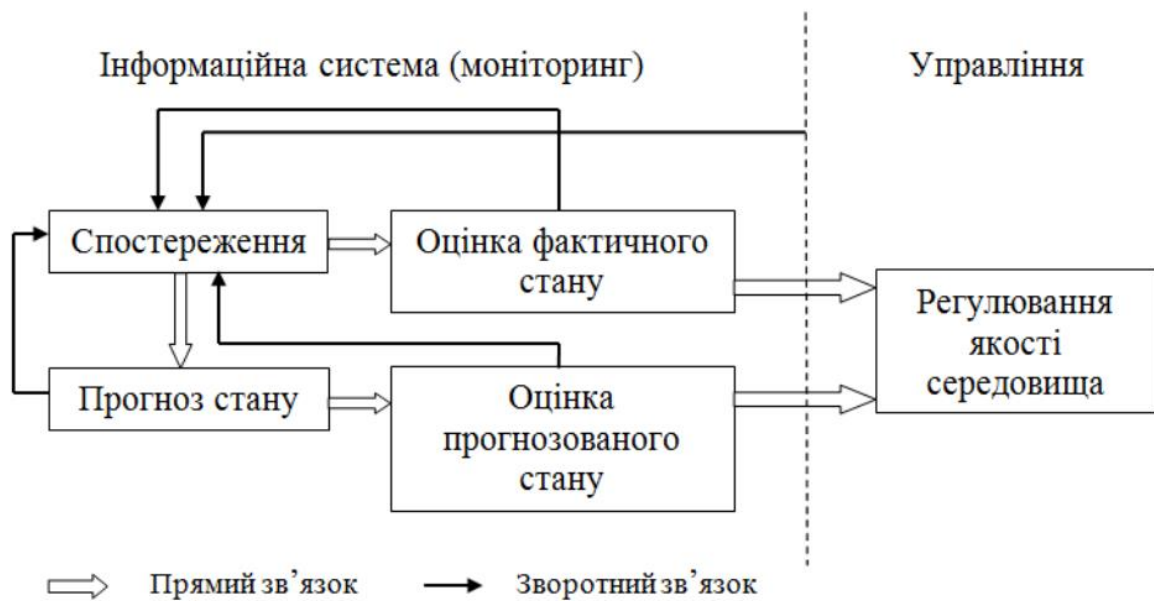 Інформаційна система (моніторинг)
Управління
Спостереження
Оцінка фактичного
стану
Регулювання
якості
середовища
Прогноз стану
Оцінка
прогнозованого
стану
Прямий зв’язок
Зворотний зв’язок